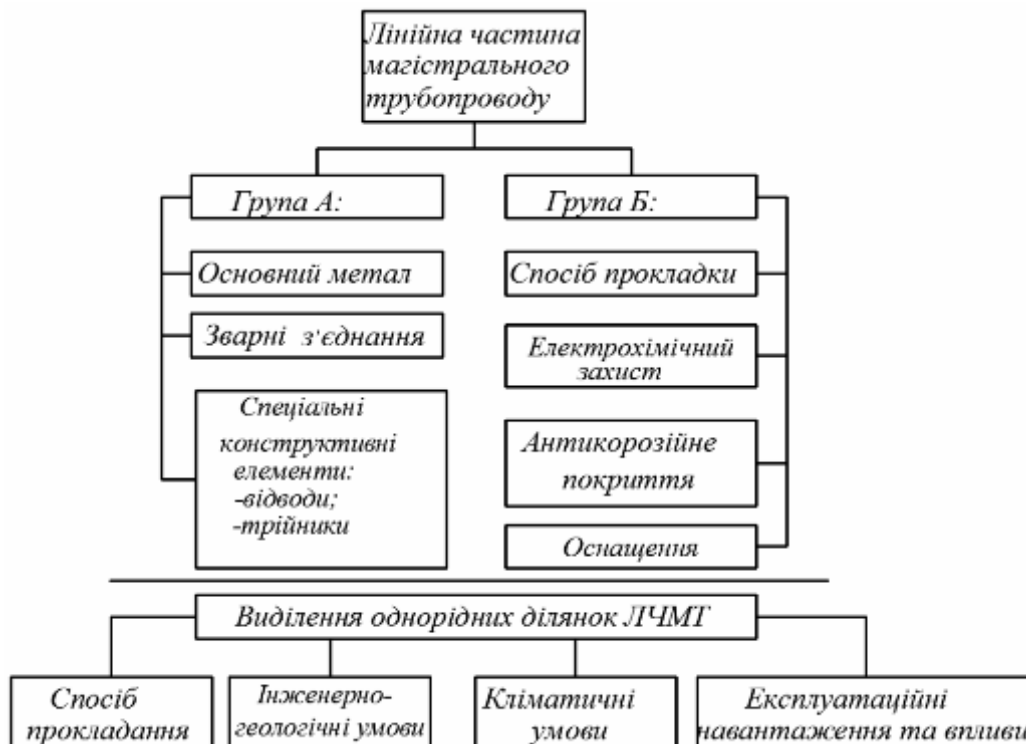 Лінійна частина
магістрального
трубопроводу
Група А:
Основний метал
Зварні з'єднання
Спеціальні
конструктивні
елементи:
-відводи;
-трійники
Група Б:
Спосіб прокладки
Електрохімічний
захист
Антикорозійне
покриття
Оснащення
Виділення однорідних ділянок ЛЧМТ
Спосіб
прокладання
Інженерно-
геологічні умови
Кліматичні
умови
Експлуатаційні
навантаження та впливи